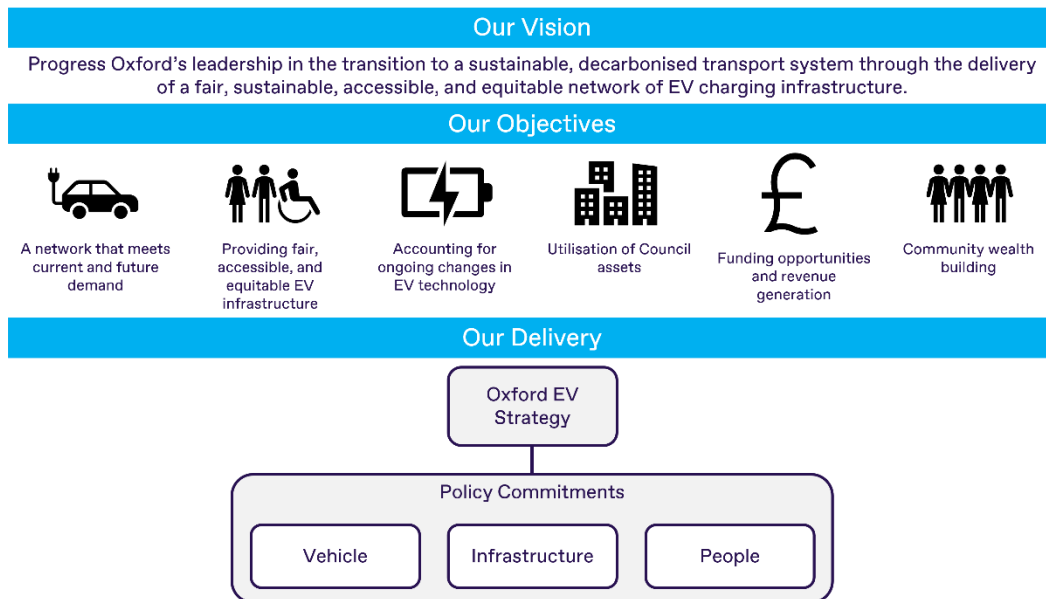 Our Vision
Progress Oxford's leadership in the transition to a sustainable, decarbonised transport system through the delivery
of a fair, sustainable, accessible, and equitable network of EV charging infrastructure.
Our Objectives
A network that meets
current and future
demand
Providing fair,
accessible, and
equitable EV
infrastructure
Accounting for
ongoing changes in
EV technology
Utilisation of Council
assets
£
Funding opportunities
and revenue
generation
Community wealth
building
Our Delivery
Oxford EV
Strategy
Policy Commitments
Vehicle
Infrastructure
People